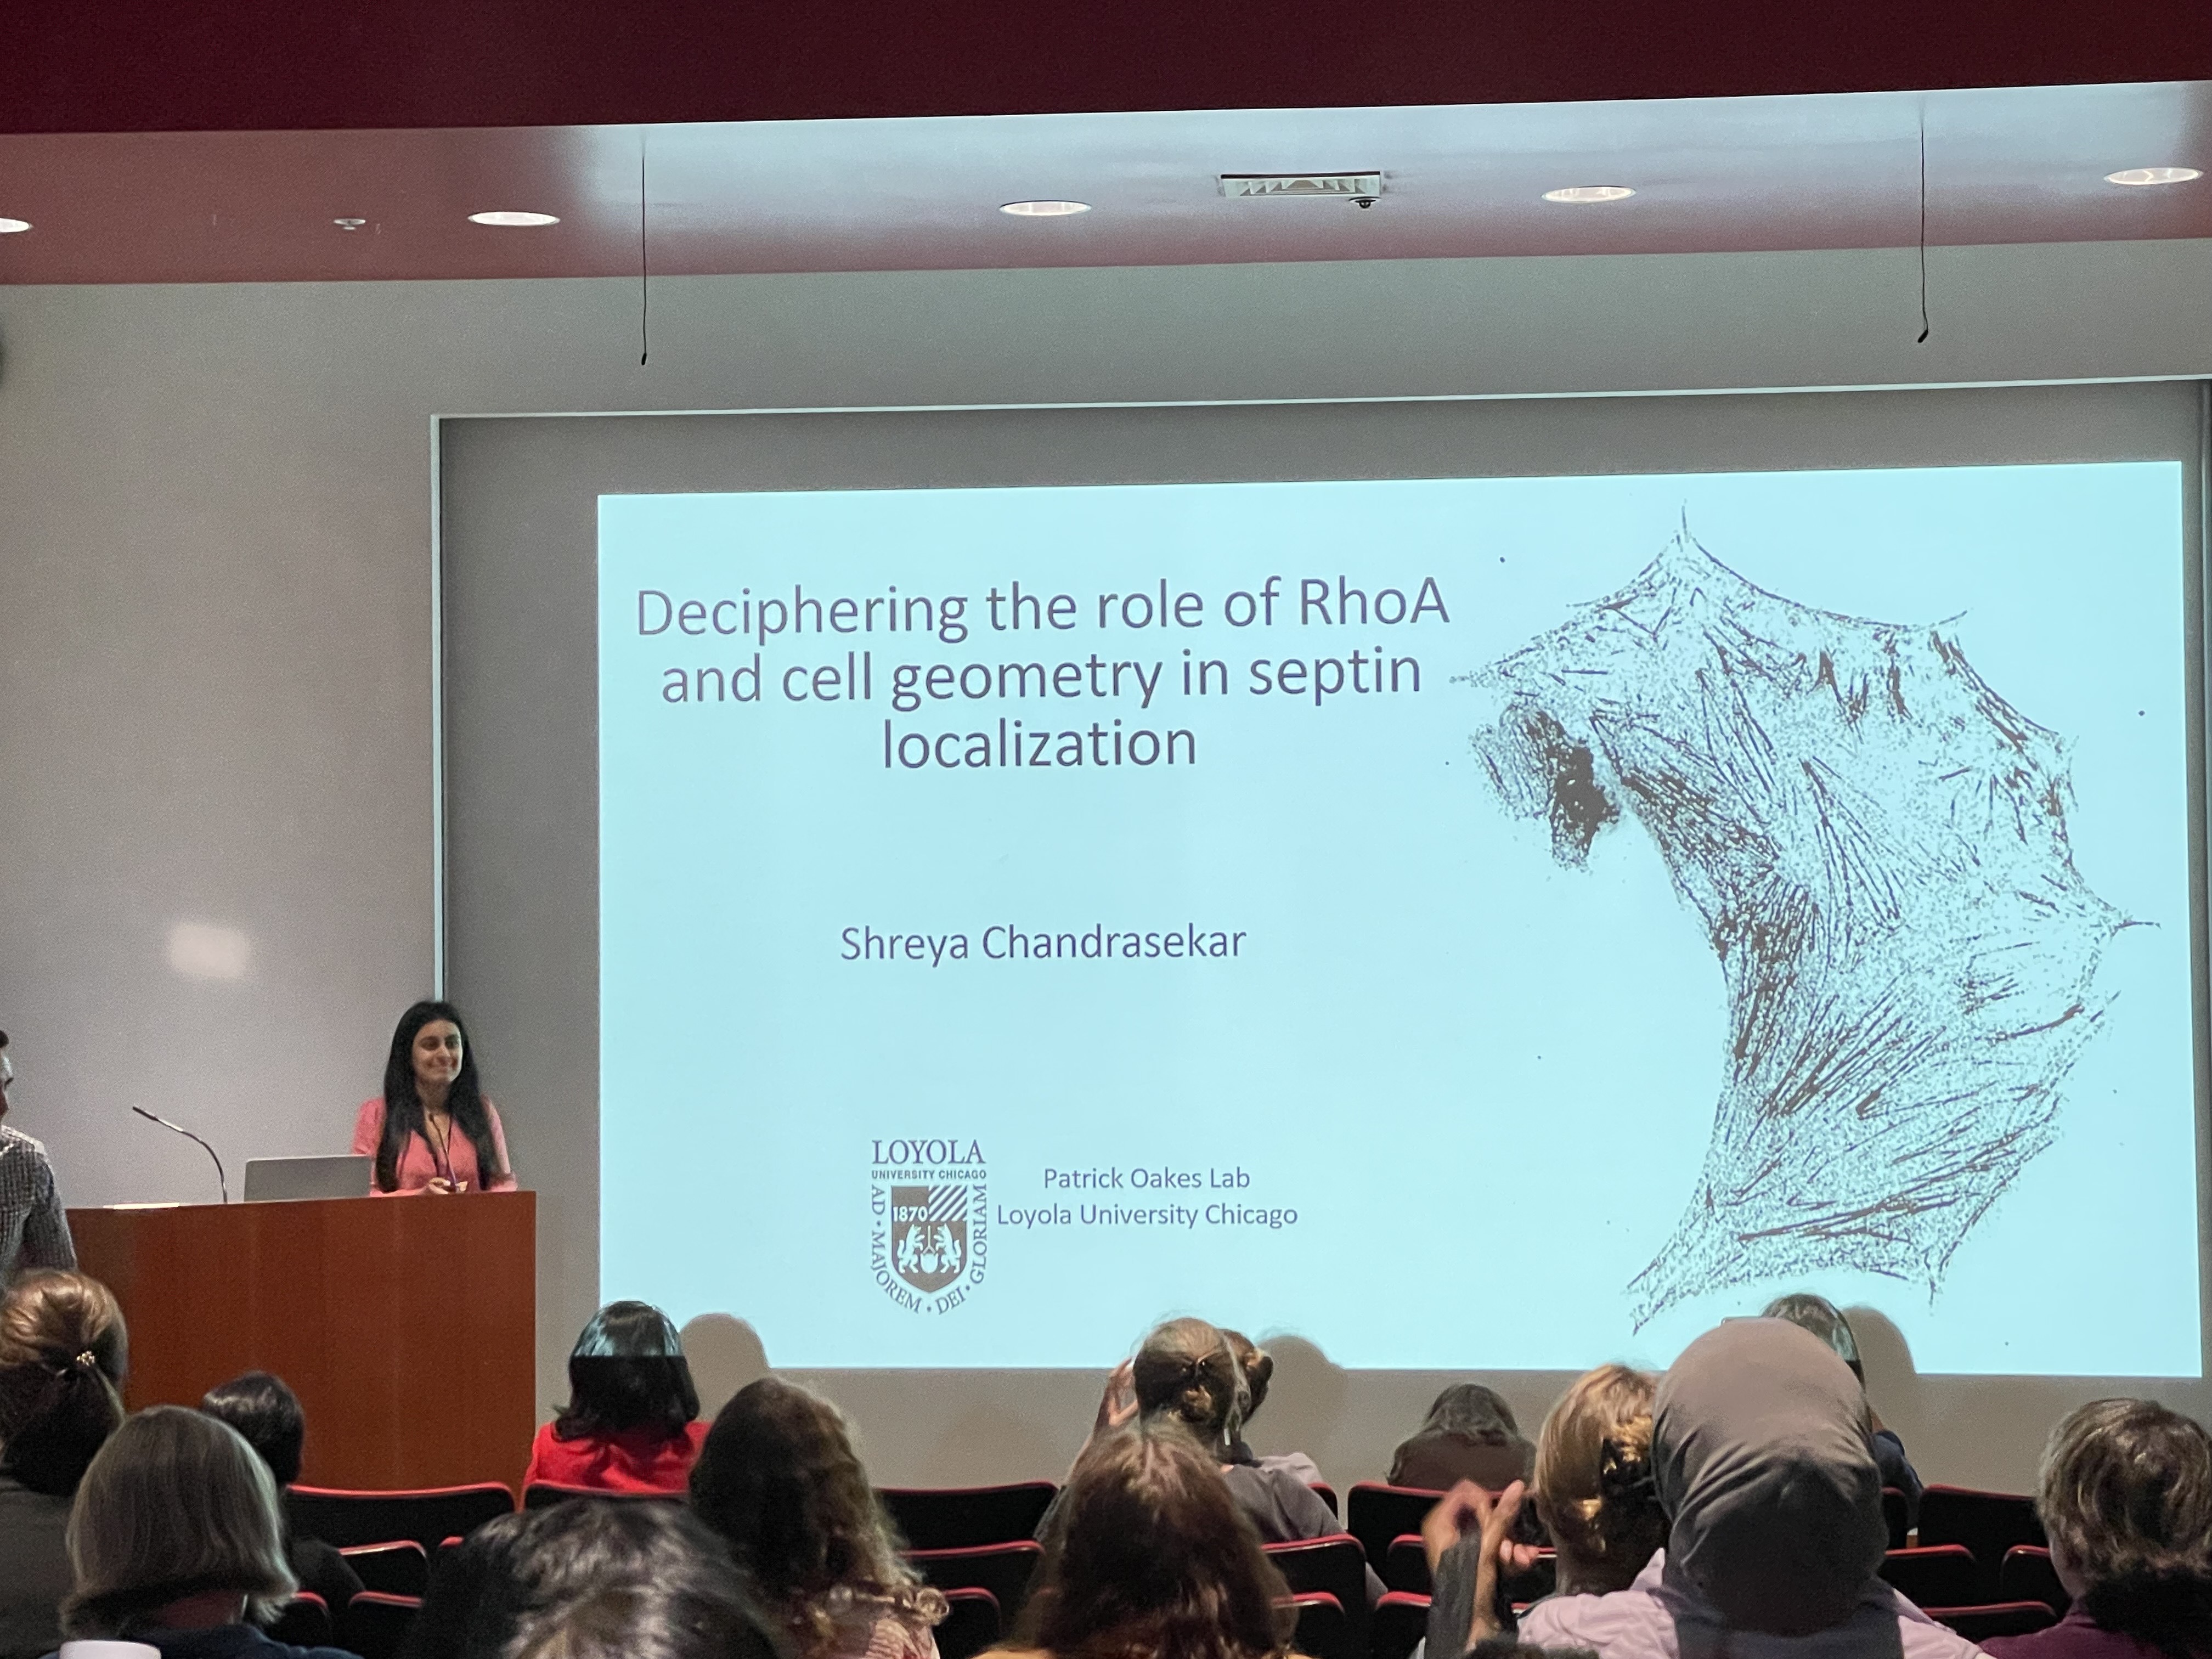 Deciphering the role of RhoA
and cell geometry in septin
localization
Shreya Chandrasekar
LOYOLA
UNIVERSITY CHICAGO
1870
AD • MAJOREM • DEI • GLORIAM
Patrick Oakes Lab
Loyola University Chicago